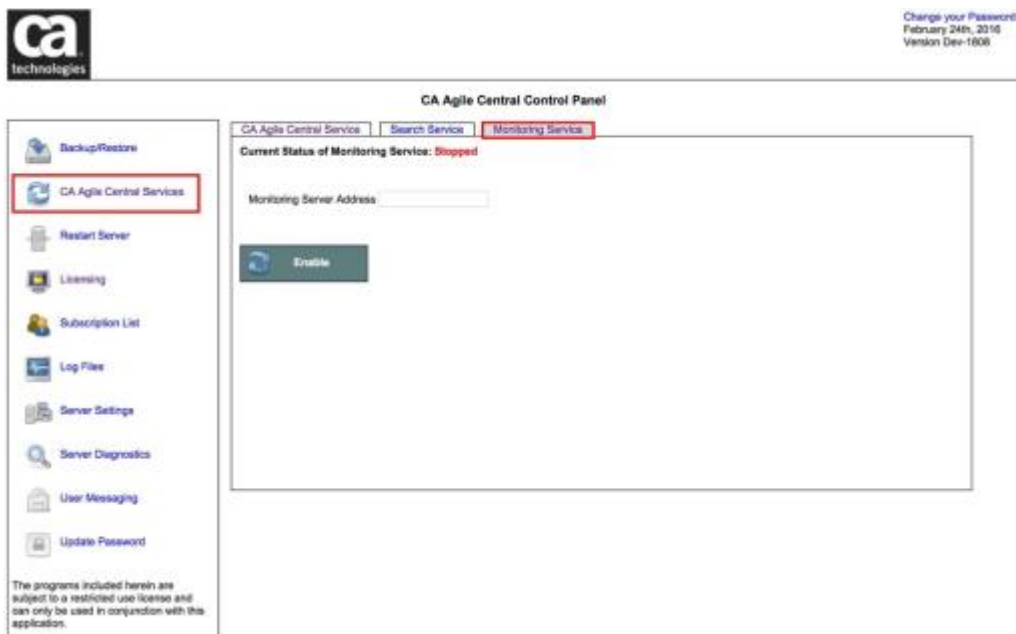 ca
technologies
Change your Password
February 24th, 2016
Version Dev-1608
CA Agile Central Control Panel
CA Agile Central Service
Search Service
Monitoring Service
Current Status of Monitoring Service: Stopped
Monitoring Server Address
Enable
Backup/Restore
CA Agile Central Services
Restart Server
Licensing
Subscription List
Log Files
Server Settings
Server Diagnostics
User Messaging
Update Password
The programs included herein are
subject to a restricted use license and
can only be used in conjunction with this
application.